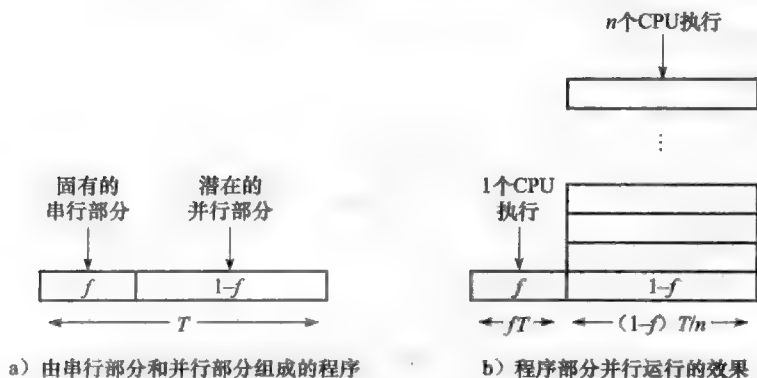 n个CPU执行
⋮
固有的
串行部分
潜在的
并行部分
1个CPU
执行
f
1–f
T
f
1–f
fT
(1–f) T/n
a) 由串行部分和并行部分组成的程序
b) 程序部分并行运行的效果